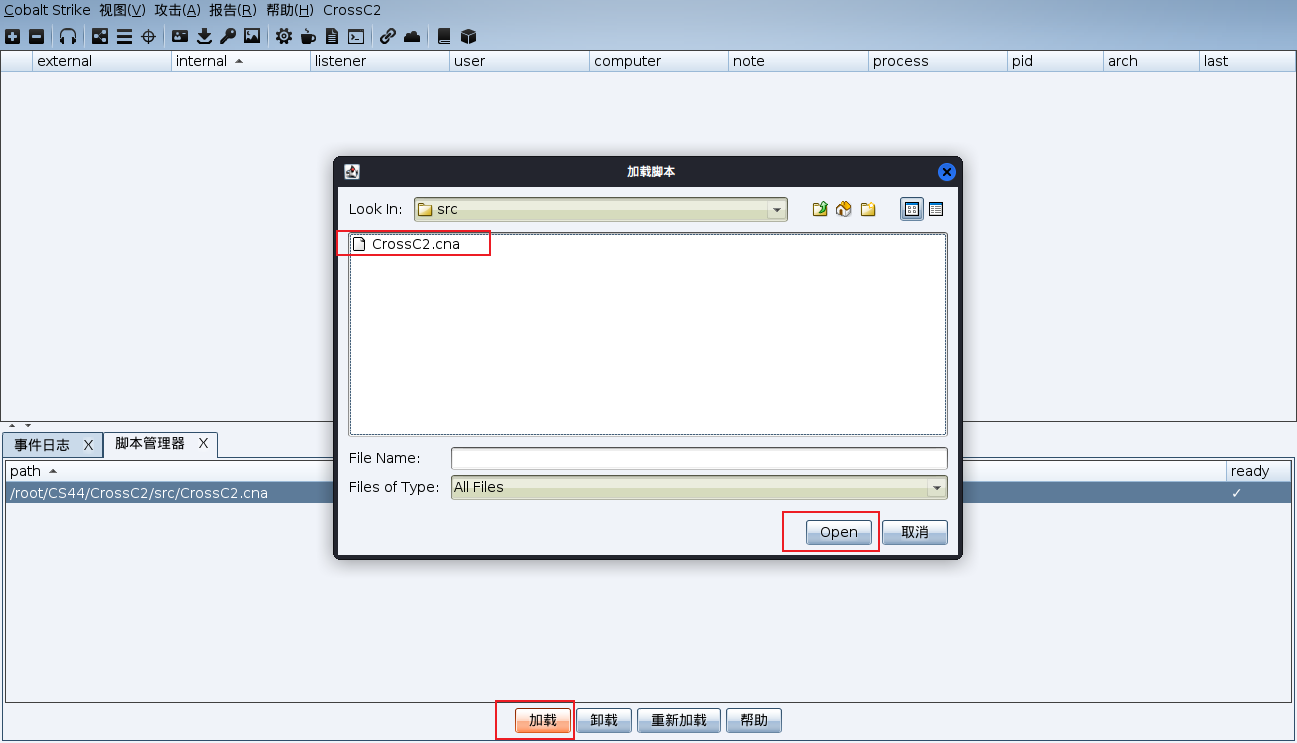 Cobalt Strike 视图(V) 攻击(A) 报告(R) 帮助(H) CrossC2
external internal listener user computer note process pid arch last
加载脚本
Look In: src
CrossC2.cna
File Name:
Files of Type: All Files
Open 取消
事件日志 X 脚本管理器 X
path ready
/root/CS44/CrossC2/src/CrossC2.cna ✓
加载 卸载 重新加载 帮助